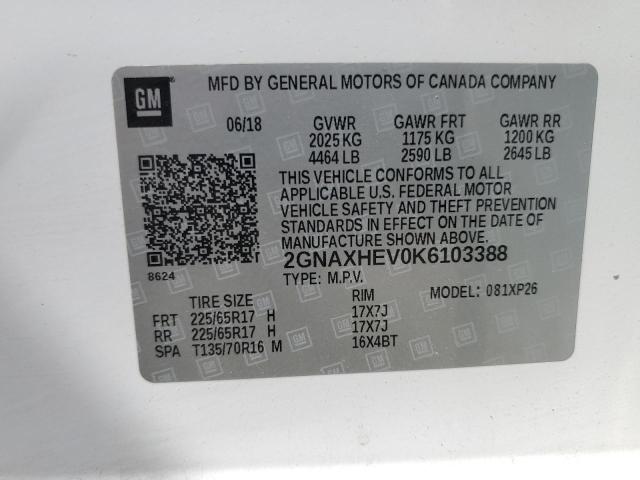 GM
MFD BY GENERAL MOTORS OF CANADA COMPANY
06/18 GVWR GAWR FRT GAWR RR
2025 KG 1175 KG 1200 KG
4464 LB 2590 LB 2645 LB
THIS VEHICLE CONFORMS TO ALL
APPLICABLE U.S. FEDERAL MOTOR
VEHICLE SAFETY AND THEFT PREVENTION
STANDARDS IN EFFECT ON THE DATE OF
MANUFACTURE SHOWN ABOVE.
8624
2GNAXHEV0K6103388
TYPE: M.P.V. MODEL: 081XP26
TIRE SIZE RIM
FRT 225/65R17 H 17X7J
RR 225/65R17 H 17X7J
SPA T135/70R16 M 16X4BT